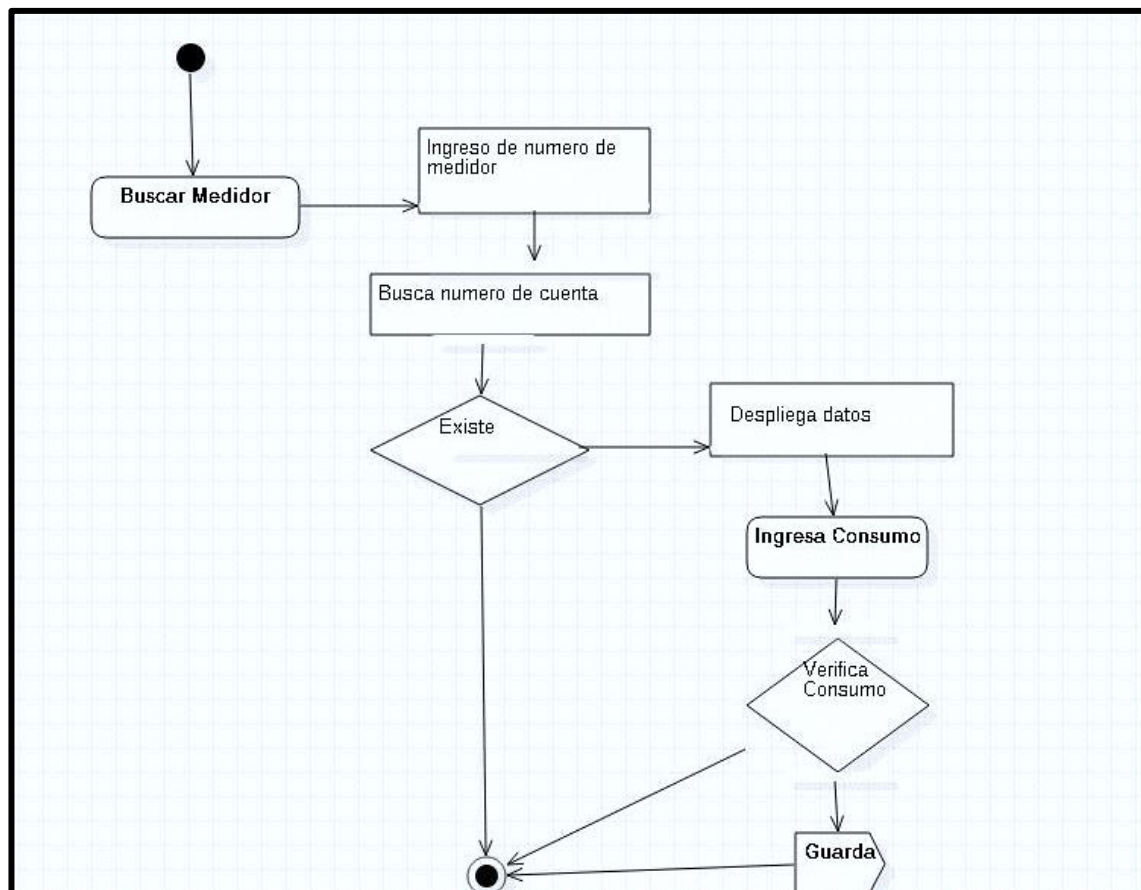 Buscar Medidor
Ingreso de numero de
medidor
Busca numero de cuenta
Existe
Despliega datos
Ingresa Consumo
Verifica
Consumo
Guarda